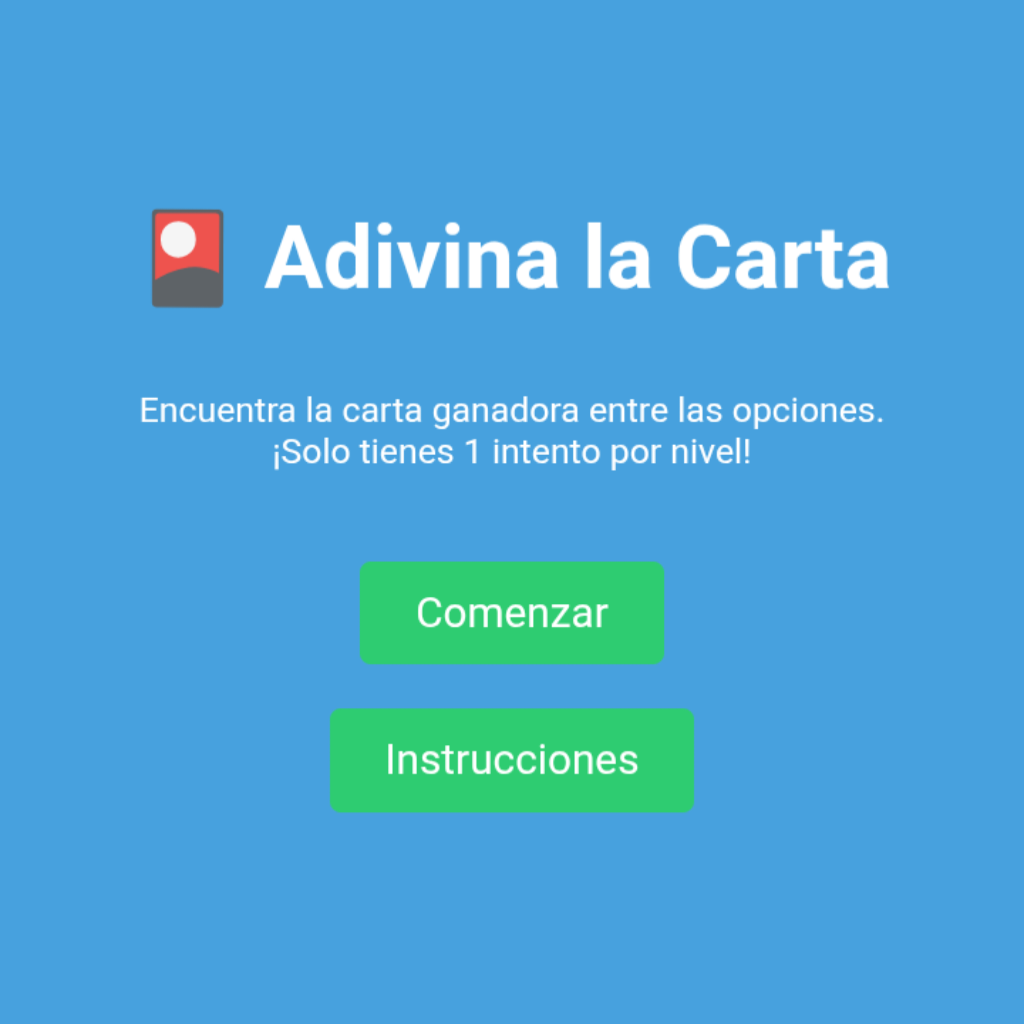 Adivina la Carta
Encuentra la carta ganadora entre las opciones.
¡Solo tienes 1 intento por nivel!
Comenzar
Instrucciones